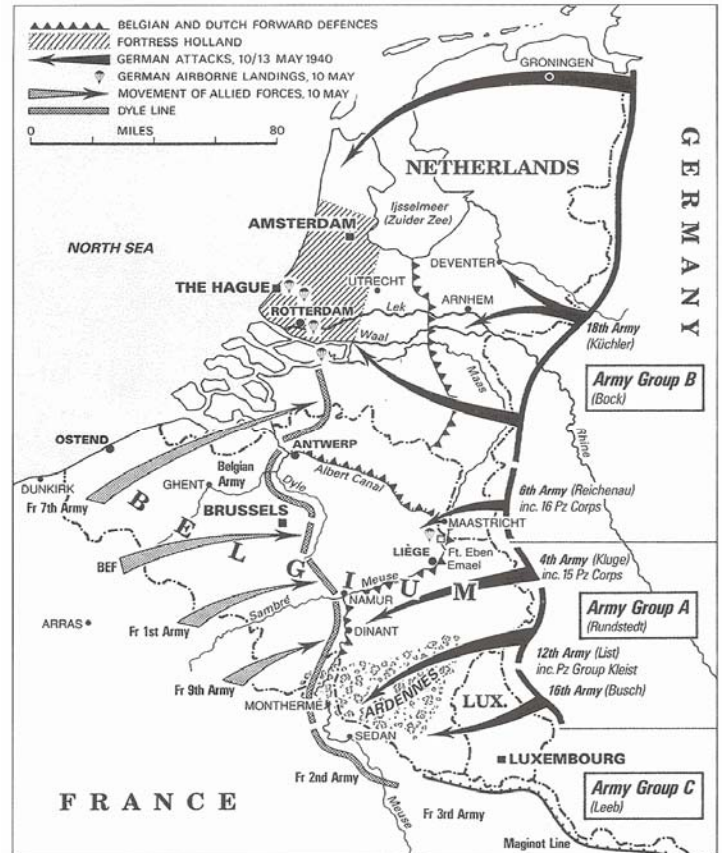 BELGIAN AND DUTCH FORWARD DEFENCES
FORTRESS HOLLAND
GERMAN ATTACKS, 10/13 MAY 1940
GERMAN AIRBORNE LANDINGS, 10 MAY
MOVEMENT OF ALLIED FORCES, 10 MAY
DYLE LINE
0 MILES 80
GRONINGEN
GERMANY
NETHERLANDS
Ijsselmeer
(Zuider Zee)
AMSTERDAM
NORTH SEA
DEVENTER
THE HAGUE
UTRECHT
ARNHEM
ROTTERDAM
Lek
Waal
18th Army
(Küchler)
Maas
Army Group B
(Bock)
Rhine
OSTEND
ANTWERP
Belgian
Army
Albert Canal
DUNKIRK
GHENT
Dyle
Fr 7th Army
6th Army (Reichenau)
inc. 16 Pz Corps
BRUSSELS
MAASTRICHT
BELGIUM
LIÈGE
Ft. Eben
Emael
4th Army (Kluge)
inc. 15 Pz Corps
BEF
Meuse
NAMUR
Sambré
ARRAS
Fr 1st Army
Army Group A
(Rundstedt)
DINANT
12th Army (List)
inc. Pz Group Kleist
Fr 9th Army
16th Army (Busch)
ARDENNES
MONTHERME
LUX.
SEDAN
LUXEMBOURG
Fr 2nd Army
Army Group C
(Leeb)
FRANCE
Meuse
Fr 3rd Army
Maginot Line